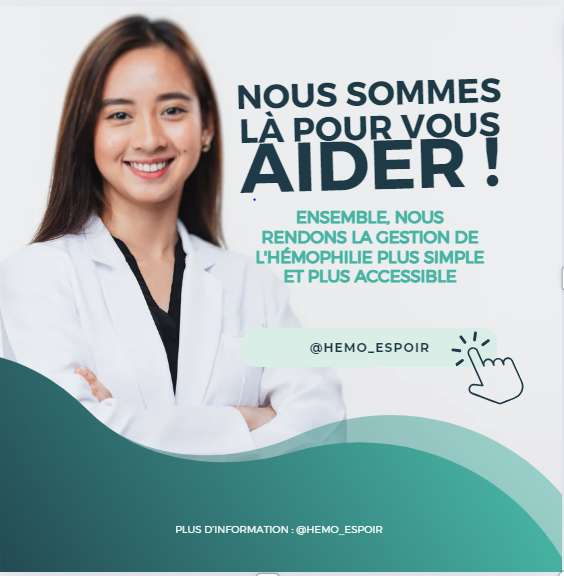 NOUS SOMMES
LÀ POUR VOUS
AIDER !
ENSEMBLE, NOUS
RENDONS LA GESTION DE
L'HÉMOPHILIE PLUS SIMPLE
ET PLUS ACCESSIBLE
@HEMO_ESPOIR
PLUS D'INFORMATION : @HEMO_ESPOIR